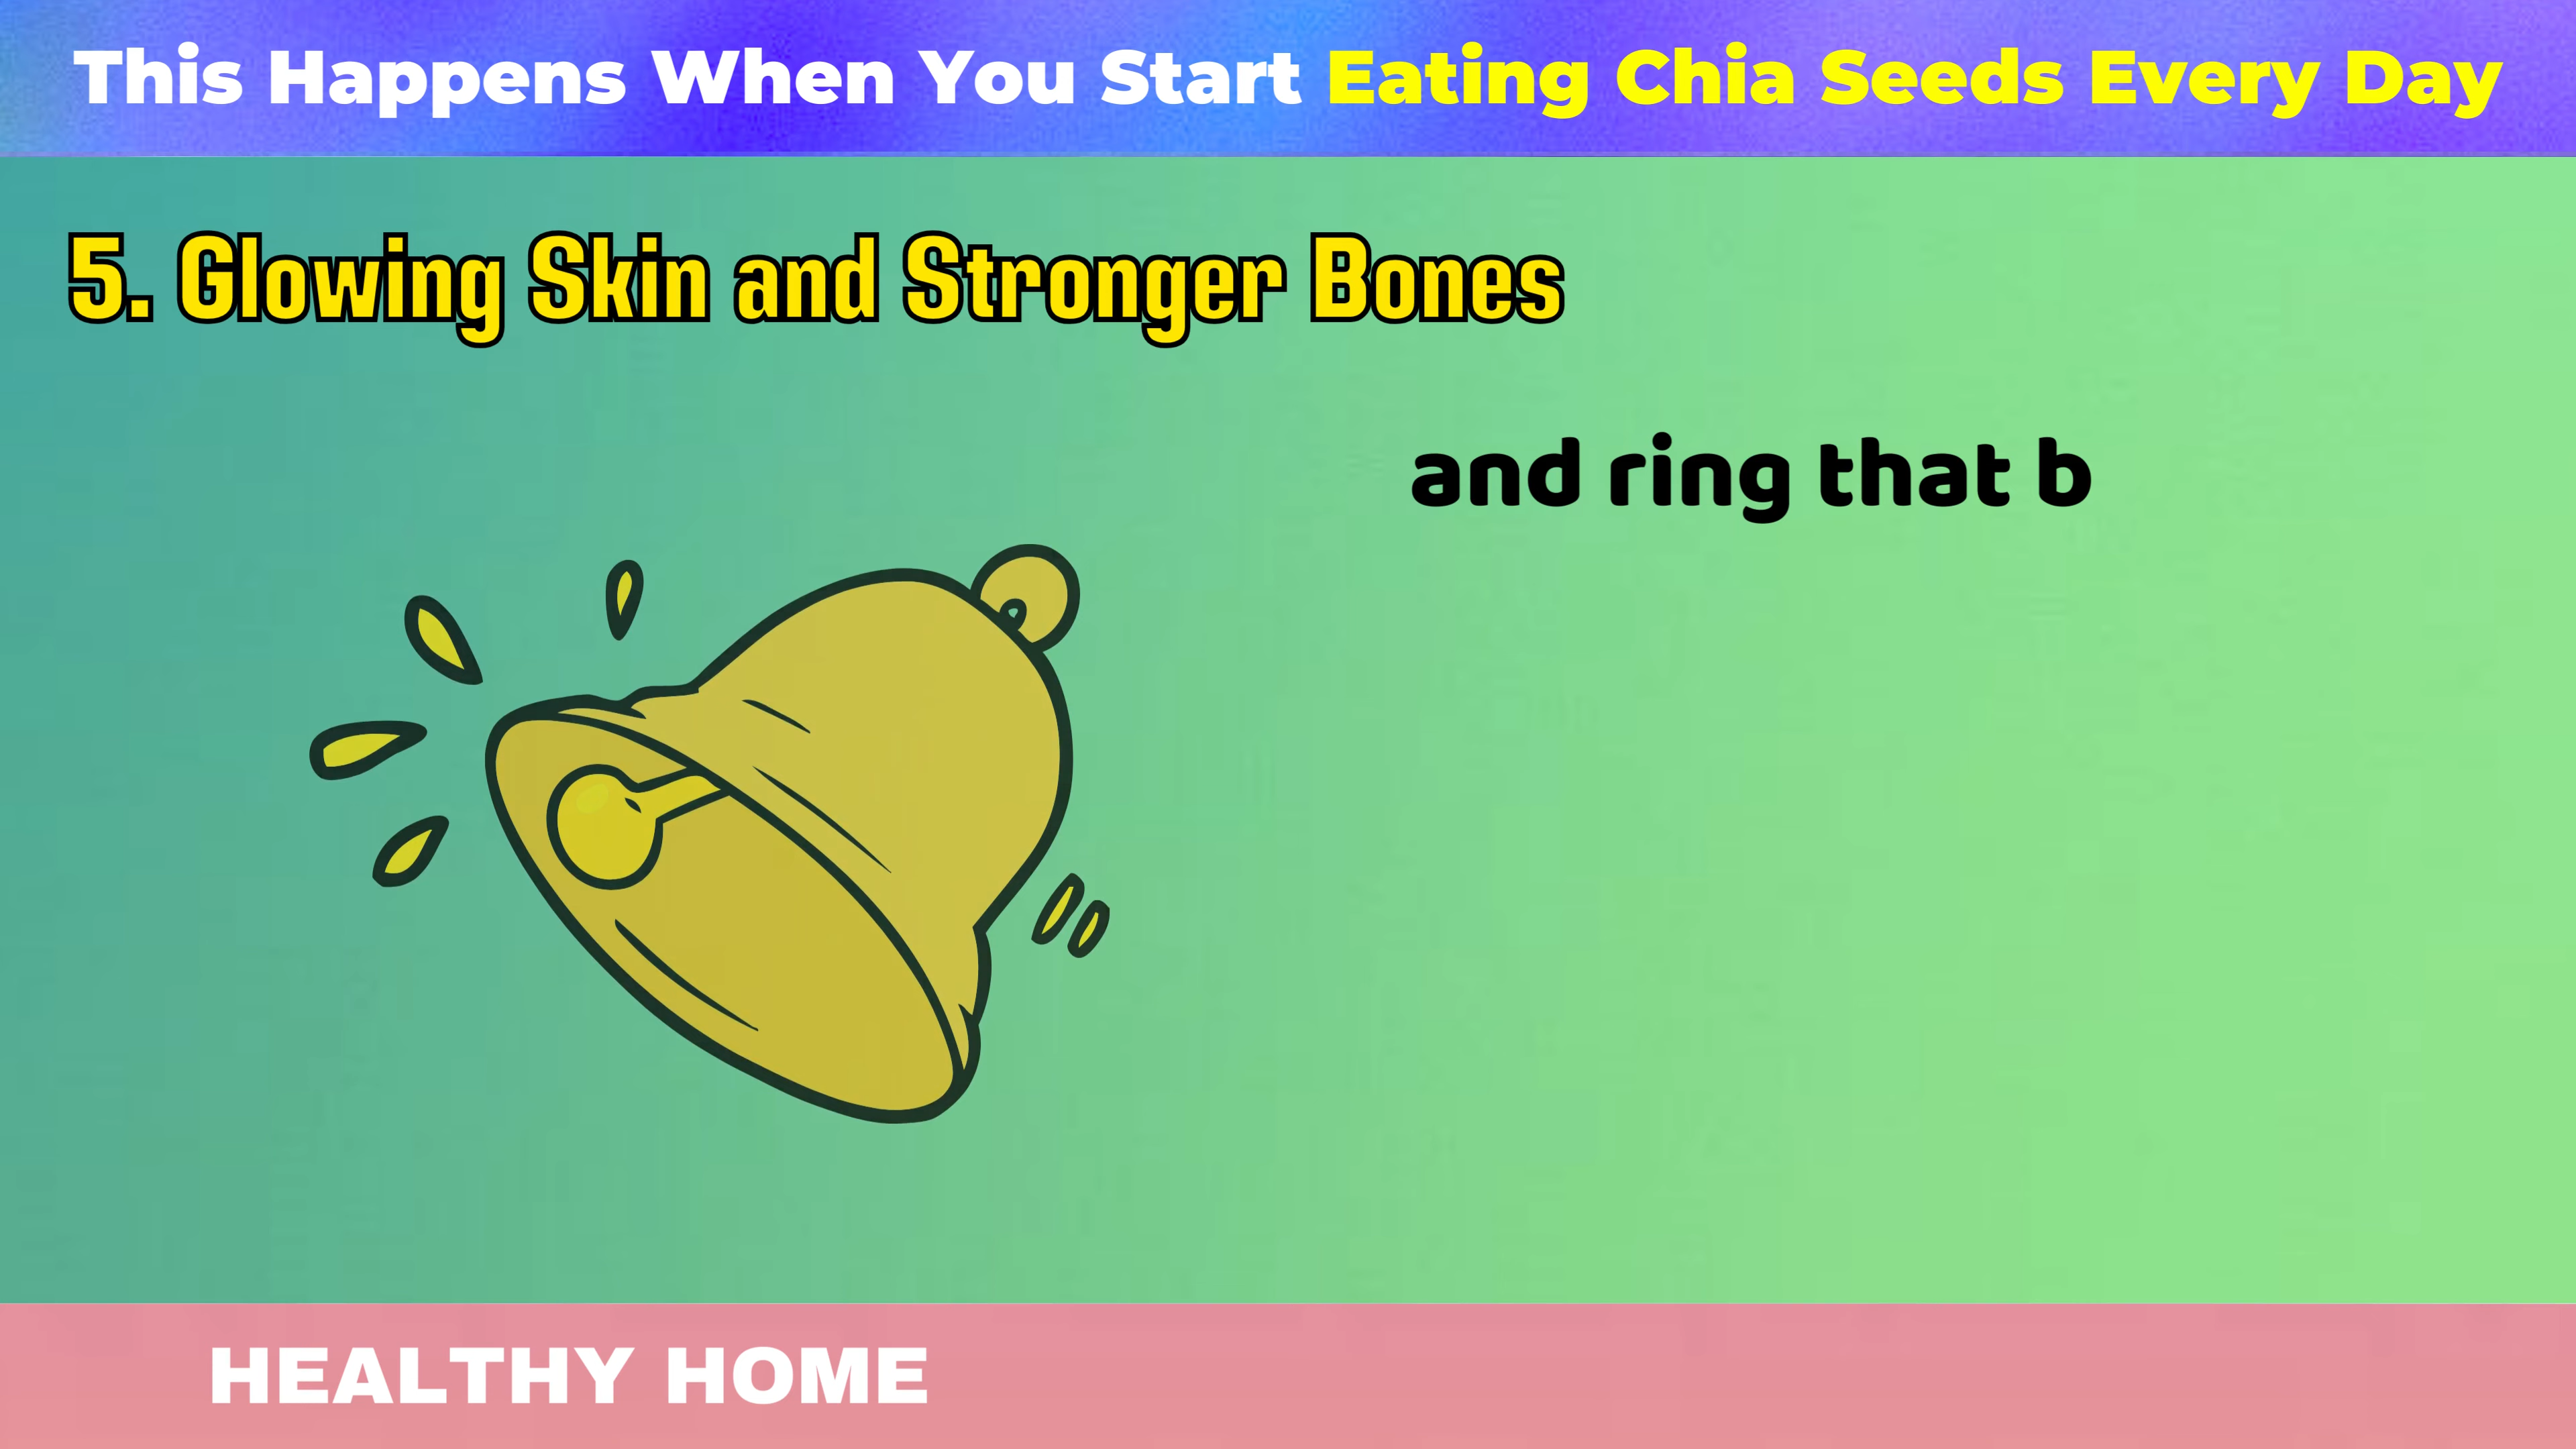 This Happens When You Start Eating Chia Seeds Every Day
5. Glowing Skin and Stronger Bones
and ring that b
HEALTHY HOME